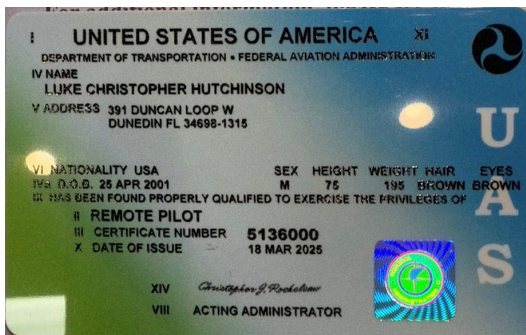 I UNITED STATES OF AMERICA XI
DEPARTMENT OF TRANSPORTATION • FEDERAL AVIATION ADMINISTRATION
IV NAME
LUKE CHRISTOPHER HUTCHINSON
V ADDRESS 391 DUNCAN LOOP W
DUNEDIN FL 34698-1315
VI NATIONALITY USA SEX HEIGHT WEIGHT HAIR EYES
IVa D.O.B. 25 APR 2001 M 75 195 BROWN BROWN
IX HAS BEEN FOUND PROPERLY QUALIFIED TO EXERCISE THE PRIVILEGES OF
II REMOTE PILOT
III CERTIFICATE NUMBER 5136000
X DATE OF ISSUE 18 MAR 2025
XIV
VIII ACTING ADMINISTRATOR
UAS